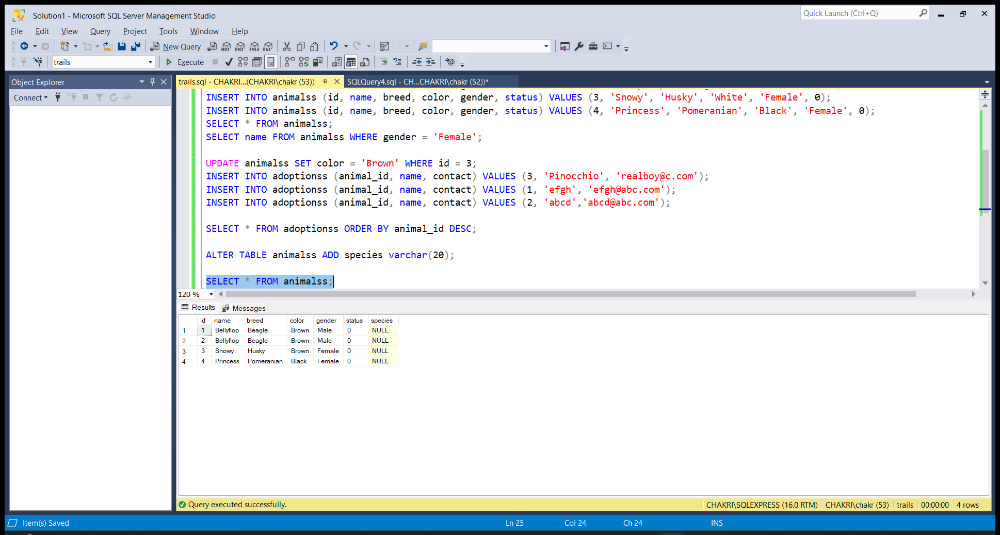 Solution1 - Microsoft SQL Server Management Studio
Quick Launch (Ctrl+Q)
File Edit View Query Project Tools Window Help
New Query MDX DMX XMLA DAX
trails Execute
Object Explorer
Connect
trails.sql - CHAKRI...(CHAKRI\chakr (53)) SQLQuery4.sql - CH...CHAKRI\chakr (52))*
INSERT INTO animalss (id, name, breed, color, gender, status) VALUES (3, 'Snowy', 'Husky', 'White', 'Female', 0);
INSERT INTO animalss (id, name, breed, color, gender, status) VALUES (4, 'Princess', 'Pomeranian', 'Black', 'Female', 0);
SELECT * FROM animalss;
SELECT name FROM animalss WHERE gender = 'Female';
UPDATE animalss SET color = 'Brown' WHERE id = 3;
INSERT INTO adoptionss (animal_id, name, contact) VALUES (3, 'Pinocchio', 'realboy@c.com');
INSERT INTO adoptionss (animal_id, name, contact) VALUES (1, 'efgh', 'efgh@abc.com');
INSERT INTO adoptionss (animal_id, name, contact) VALUES (2, 'abcd','abcd@abc.com');
SELECT * FROM adoptionss ORDER BY animal_id DESC;
ALTER TABLE animalss ADD species varchar(20);
SELECT * FROM animalss;
120 %
Results Messages
id name breed color gender status species
1 1 Bellyflop Beagle Brown Male 0 NULL
2 2 Bellyflop Beagle Brown Male 0 NULL
3 3 Snowy Husky Brown Female 0 NULL
4 4 Princess Pomeranian Black Female 0 NULL
Query executed successfully. CHAKRI\SQLEXPRESS (16.0 RTM) CHAKRI\chakr (53) trails 00:00:00 4 rows
Item(s) Saved Ln 25 Col 24 Ch 24 INS